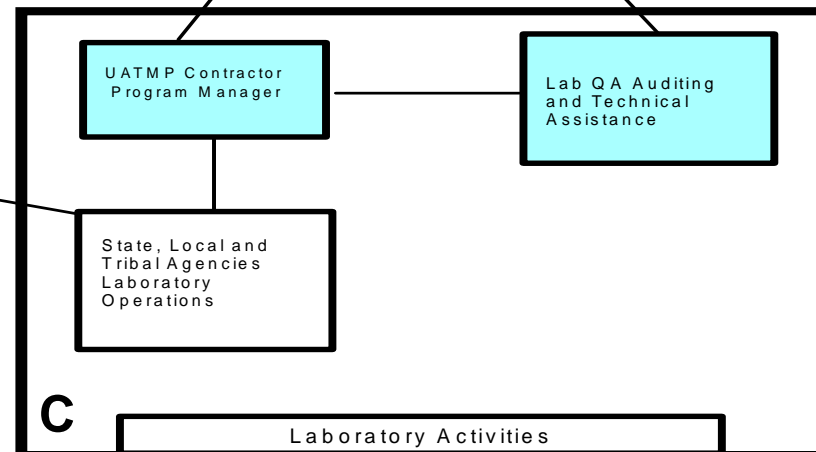 UATMP Contractor
Program Manager
Lab QA Auditing
and Technical
Assistance
State, Local and
Tribal Agencies
Laboratory
Operations
C
Laboratory Activities